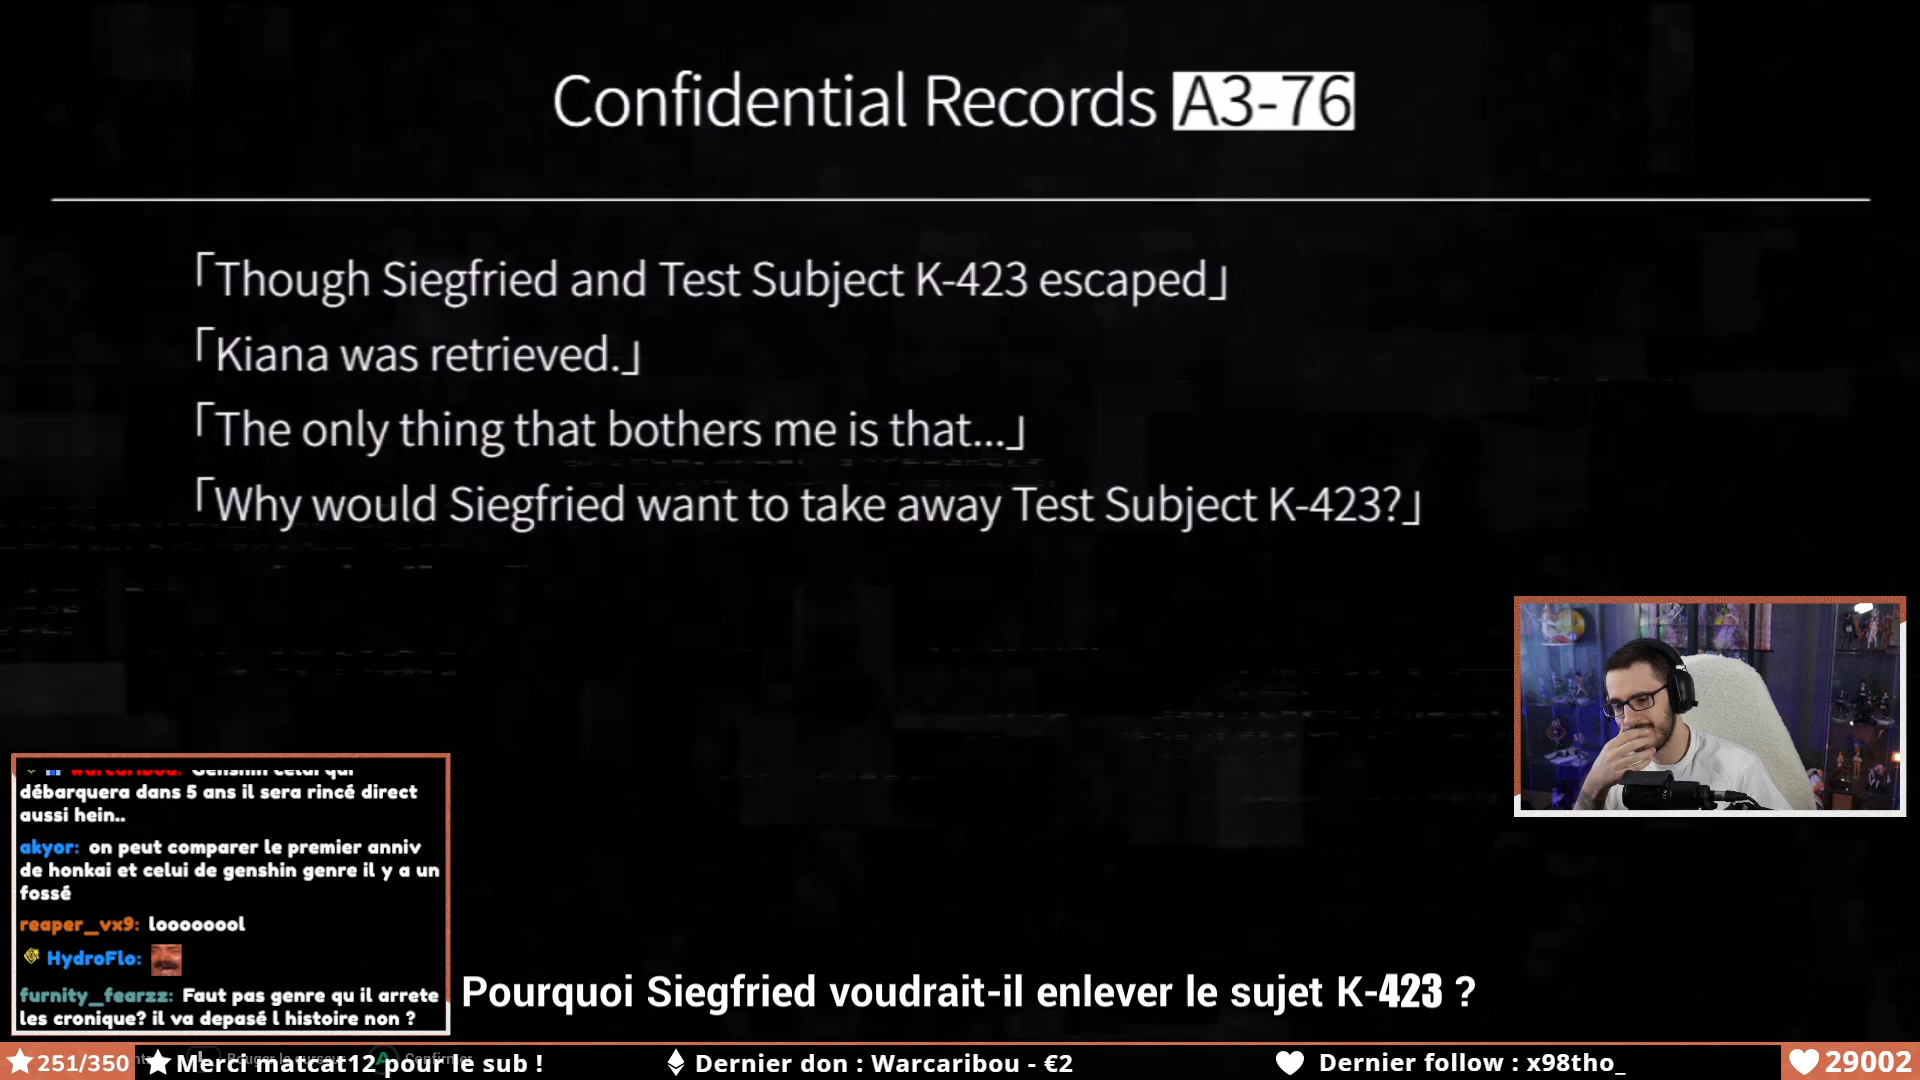 Confidential Records A3-76
「Though Siegfried and Test Subject K-423 escaped」
「Kiana was retrieved.」
「The only thing that bothers me is that...」
「Why would Siegfried want to take away Test Subject K-423?」
warcaribou: Genshin celui qui
débarquera dans 5 ans il sera rincé direct
aussi hein..
akyor: on peut comparer le premier anniv
de honkai et celui de genshin genre il y a un
fossé
reaper_vx9: loooooool
HydroFlo:
furnity_fearzz: Faut pas genre qu il arrete
les cronique? il va depasé l histoire non ?
Pourquoi Siegfried voudrait-il enlever le sujet K-423 ?
251/350
Merci matcat12 pour le sub !
Dernier don : Warcaribou - €2
Dernier follow : x98tho_
29002